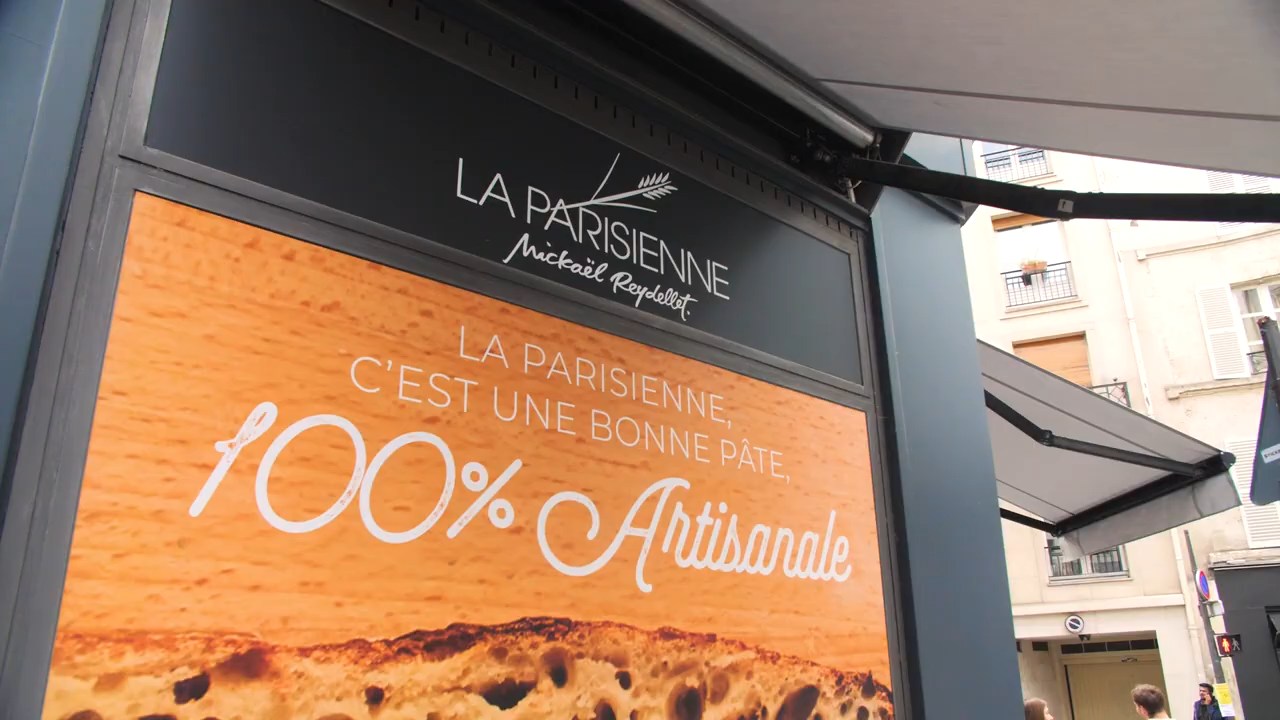 LA PARISIENNE
Mickaël Reydellet.
LA PARISIENNE,
C'EST UNE BONNE PÂTE,
100% Artisanale